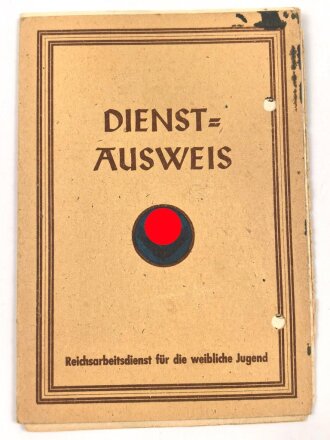 DIENST=
AUSWEIS
Reichsarbeitsdienst für die weibliche Jugend